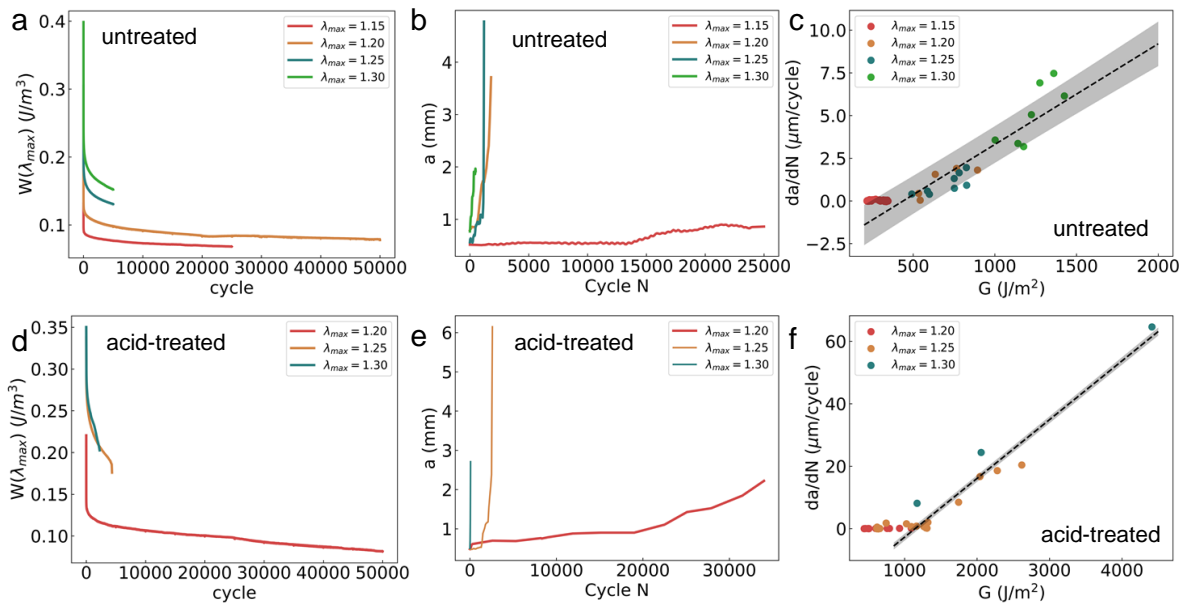 a
untreated
λmax = 1.15
λmax = 1.20
λmax = 1.25
λmax = 1.30
W(λmax) (J/m³)
0.4
0.3
0.2
0.1
0 10000 20000 30000 40000 50000
cycle
b
untreated
λmax = 1.15
λmax = 1.20
λmax = 1.25
λmax = 1.30
a (mm)
4
3
2
1
0 5000 10000 15000 20000 25000
Cycle N
c
λmax = 1.15
λmax = 1.20
λmax = 1.25
λmax = 1.30
da/dN (μm/cycle)
10.0
7.5
5.0
2.5
0.0
−2.5
untreated
500 1000 1500 2000
G (J/m²)
d
acid-treated
λmax = 1.20
λmax = 1.25
λmax = 1.30
W(λmax) (J/m³)
0.35
0.30
0.25
0.20
0.15
0.10
0 10000 20000 30000 40000 50000
cycle
e
acid-treated
λmax = 1.20
λmax = 1.25
λmax = 1.30
a (mm)
6
5
4
3
2
1
0 10000 20000 30000
Cycle N
f
λmax = 1.20
λmax = 1.25
λmax = 1.30
da/dN (μm/cycle)
60
40
20
0
acid-treated
1000 2000 3000 4000
G (J/m²)